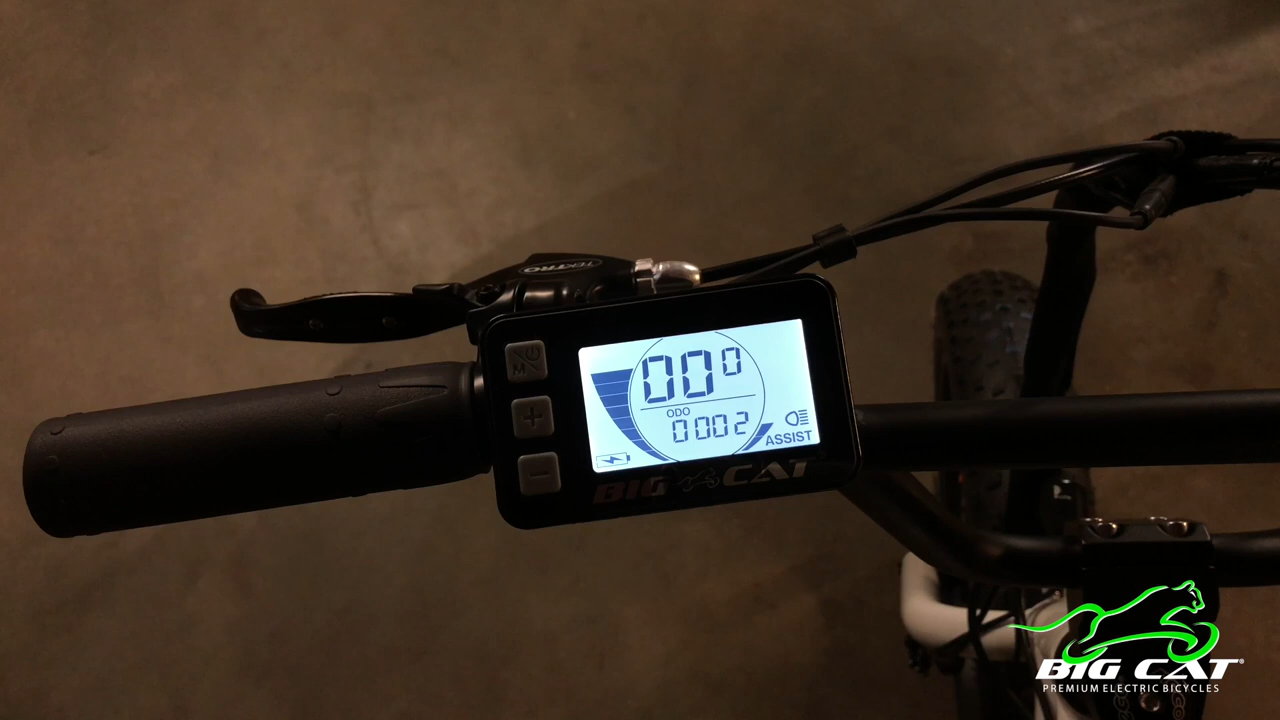 TEKTRO
M
+
−
00 0
ODO
0002
ASSIST
BIG CAT
BIG CAT®
PREMIUM ELECTRIC BICYCLES